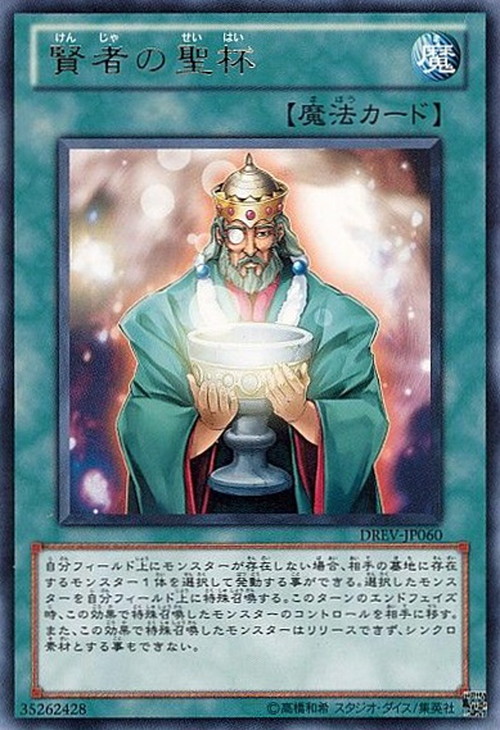 賢者の聖杯
魔
【魔法カード】
DREV-JP060
自分フィールド上にモンスターが存在しない場合、相手の墓地に存在
するモンスター1体を選択して発動する事ができる。選択したモンス
ターを自分フィールド上に特殊召喚する。このターンのエンドフェイズ
時、この効果で特殊召喚したモンスターのコントロールを相手に移す。
また、この効果で特殊召喚したモンスターはリリースできず、シンクロ
素材とする事もできない。
35262428
©高橋和希 スタジオ・ダイス/集英社